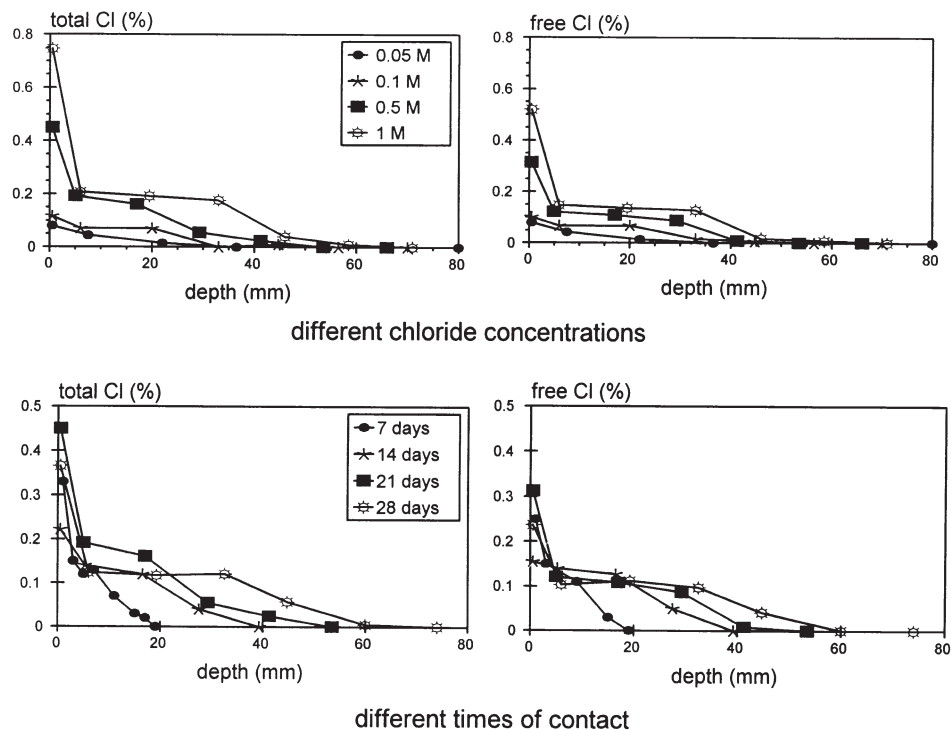 total Cl (%)
free Cl (%)
0.8
0.6
0.4
0.2
0
0.05 M
0.1 M
0.5 M
1 M
0.8
0.6
0.4
0.2
0
20
40
60
80
20
40
60
80
depth (mm)
depth (mm)
different chloride concentrations
total Cl (%)
free Cl (%)
0.5
0.4
0.3
0.2
0.1
0
7 days
14 days
21 days
28 days
0.5
0.4
0.3
0.2
0.1
0
0
20
40
60
80
0
20
40
60
80
depth (mm)
depth (mm)
different times of contact